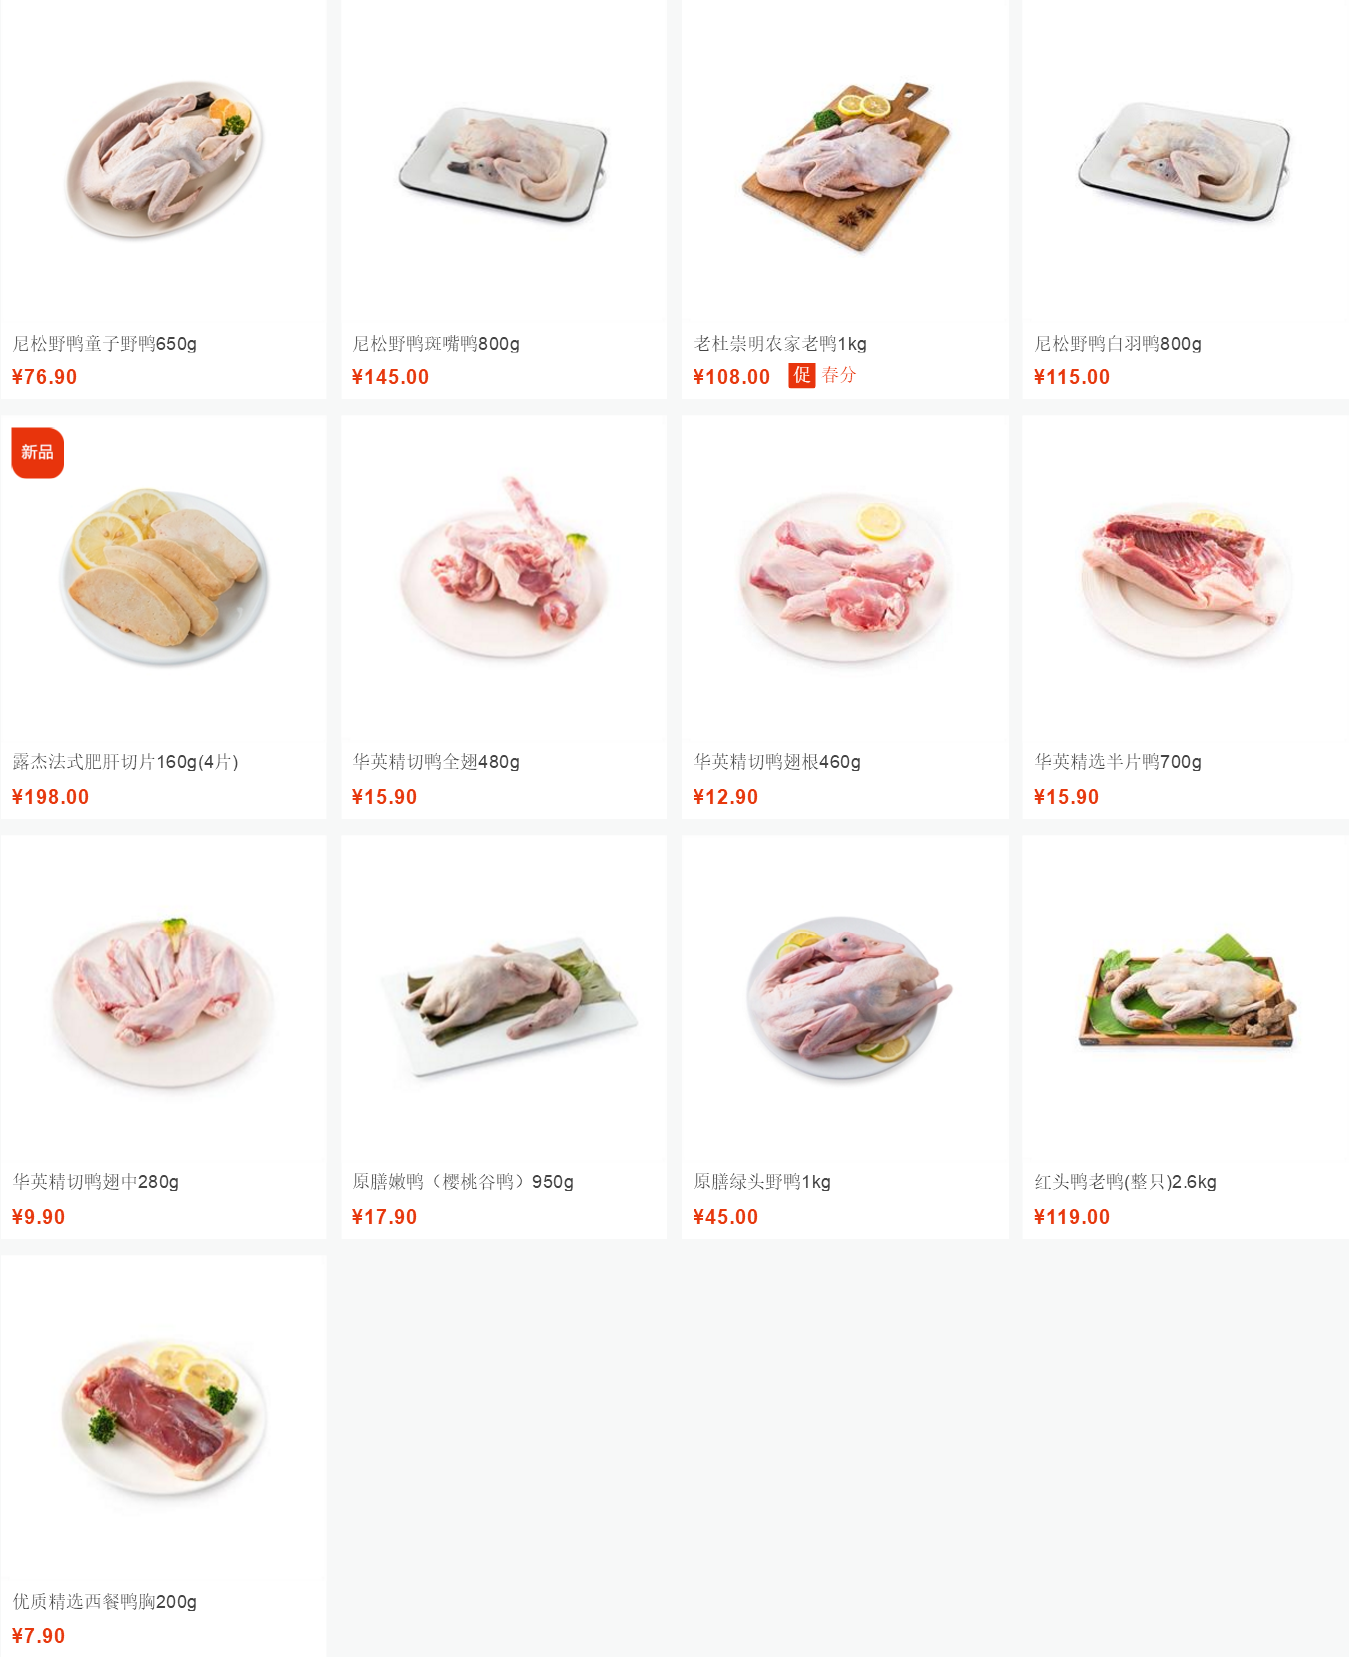 尼松野鸭童子野鸭650g
¥76.90
尼松野鸭斑嘴鸭800g
¥145.00
老杜崇明农家老鸭1kg
¥108.00 促 春分
尼松野鸭白羽鸭800g
¥115.00
新品
露杰法式肥肝切片160g(4片)
¥198.00
华英精切鸭全翅480g
¥15.90
华英精切鸭翅根460g
¥12.90
华英精选半片鸭700g
¥15.90
华英精切鸭翅中280g
¥9.90
原膳嫩鸭（樱桃谷鸭）950g
¥17.90
原膳绿头野鸭1kg
¥45.00
红头鸭老鸭(整只)2.6kg
¥119.00
优质精选西餐鸭胸200g
¥7.90